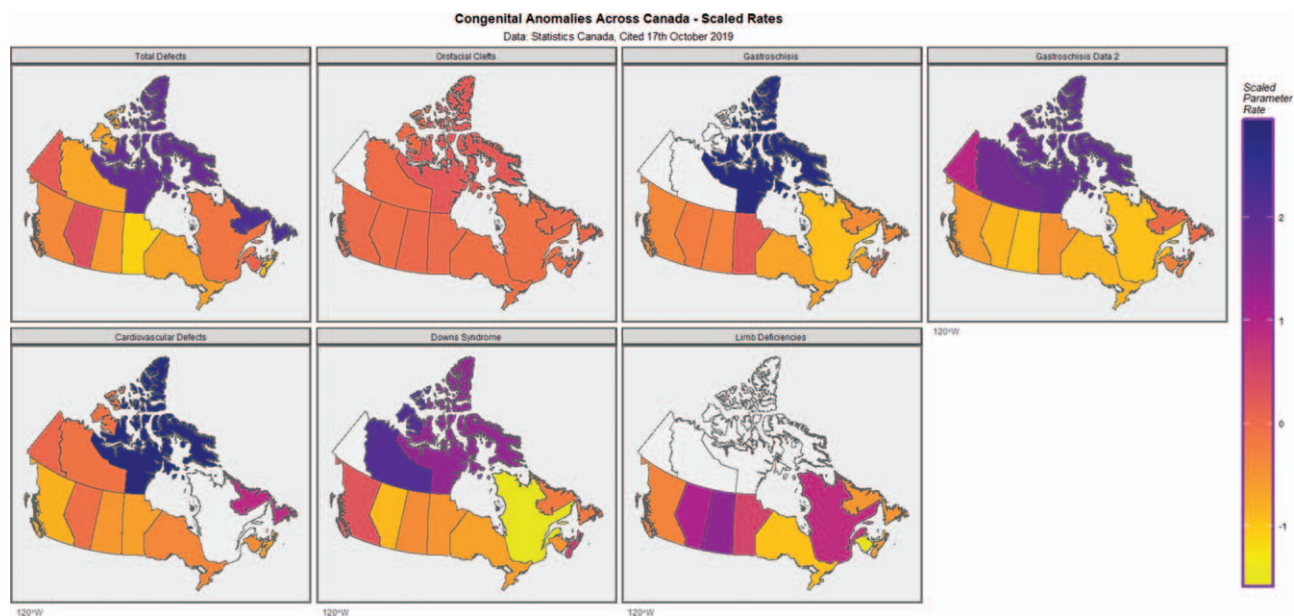 Congenital Anomalies Across Canada - Scaled Rates
Data: Statistics Canada, Cited 17th October 2019
Total Defects
Orofacial Clefts
Gastroschisis
Gastroschisis Data 2
Scaled
Parameter
Rate
2
1
0
-1
120°W
Cardiovascular Defects
Downs Syndrome
Limb Deficiencies
120°W
120°W
120°W